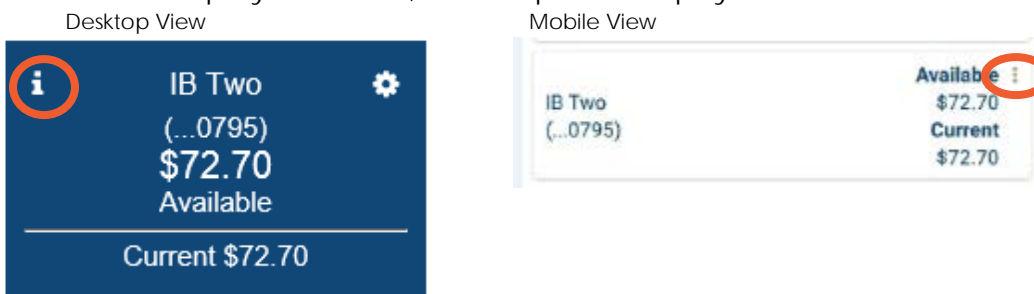 Desktop View
Mobile View
i IB Two
(...0795)
$72.70
Available
Current $72.70
Available
IB Two
$72.70
(...0795)
Current
$72.70